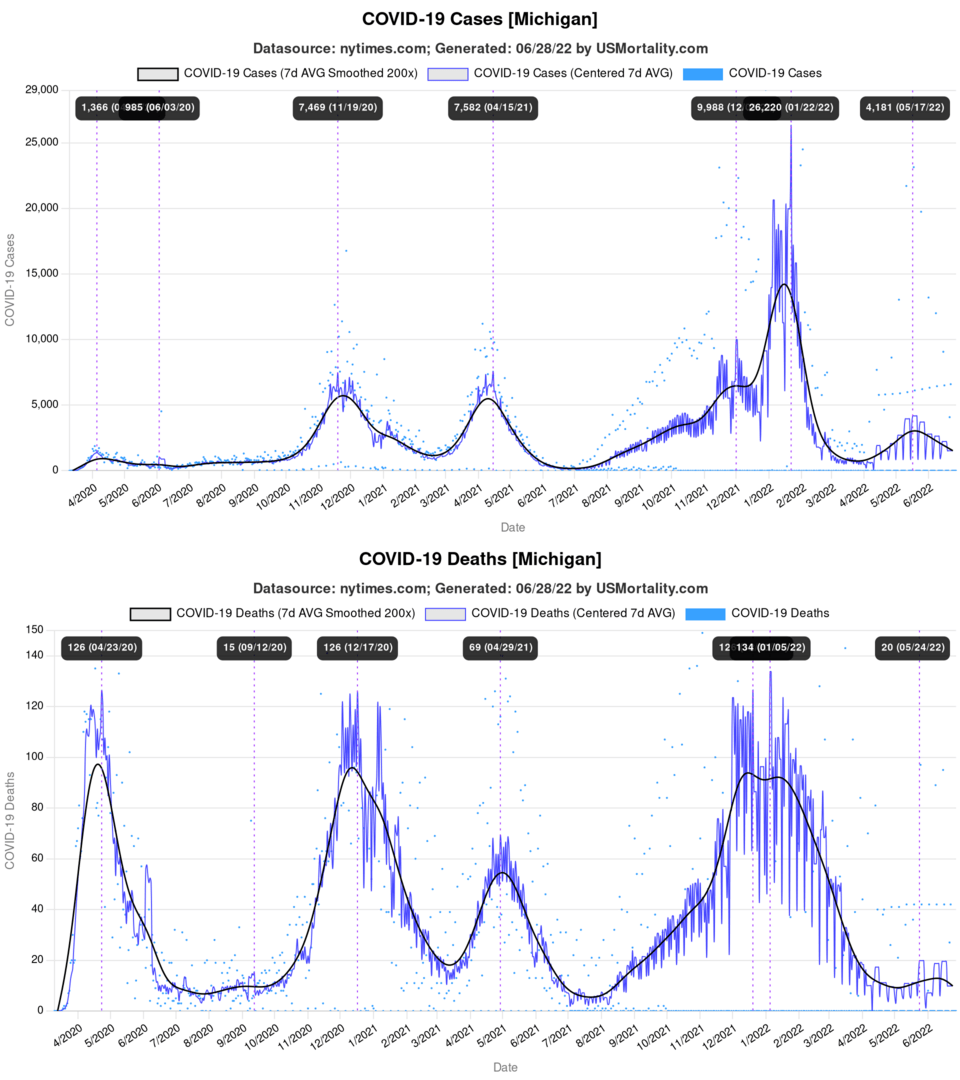 COVID-19 Cases [Michigan]
Datasource: nytimes.com; Generated: 06/28/22 by USMortality.com
COVID-19 Cases (7d AVG Smoothed 200x) COVID-19 Cases (Centered 7d AVG) COVID-19 Cases
29,000
1,366 (0 985 (06/03/20) 7,469 (11/19/20) 7,582 (04/15/21) 9,988 (12/ 26,220 (01/22/22) 4,181 (05/17/22)
25,000
20,000
15,000
10,000
5,000
0
COVID-19 Cases
4/2020 5/2020 6/2020 7/2020 8/2020 9/2020 10/2020 11/2020 12/2020 1/2021 2/2021 3/2021 4/2021 5/2021 6/2021 7/2021 8/2021 9/2021 10/2021 11/2021 12/2021 1/2022 2/2022 3/2022 4/2022 5/2022 6/2022
Date
COVID-19 Deaths [Michigan]
Datasource: nytimes.com; Generated: 06/28/22 by USMortality.com
COVID-19 Deaths (7d AVG Smoothed 200x) COVID-19 Deaths (Centered 7d AVG) COVID-19 Deaths
150
126 (04/23/20) 15 (09/12/20) 126 (12/17/20) 69 (04/29/21) 12 134 (01/05/22) 20 (05/24/22)
140
120
100
80
60
40
20
0
COVID-19 Deaths
4/2020 5/2020 6/2020 7/2020 8/2020 9/2020 10/2020 11/2020 12/2020 1/2021 2/2021 3/2021 4/2021 5/2021 6/2021 7/2021 8/2021 9/2021 10/2021 11/2021 12/2021 1/2022 2/2022 3/2022 4/2022 5/2022 6/2022
Date